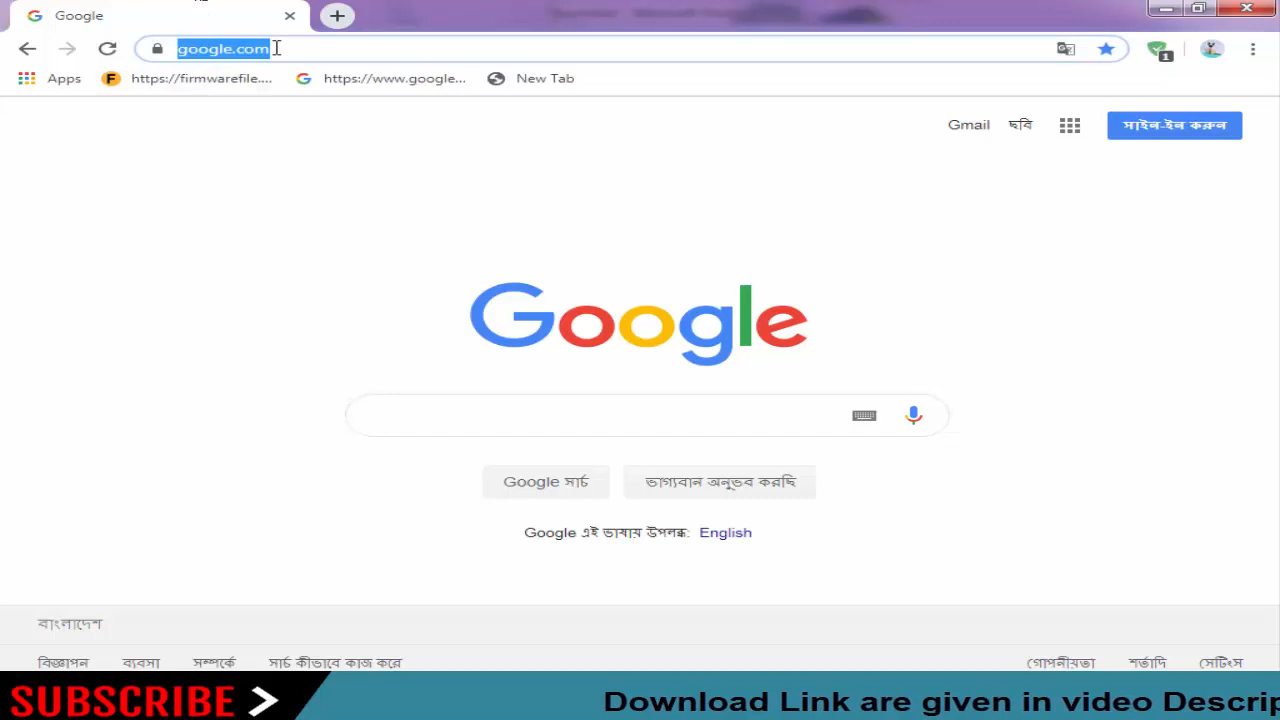 Google
google.com
1
Apps
https://firmwarefile....
https://www.google...
New Tab
Gmail ছবি
সাইন-ইন করুন
Google
Google সার্চ
ভাগ্যবান অনুভব করছি
Google এই ভাষায় উপলব্ধ: English
বাংলাদেশ
বিজ্ঞাপন ব্যবসা সম্পর্কে সার্চ কীভাবে কাজ করে গোপনীয়তা শর্তাদি সেটিংস
SUBSCRIBE
Download Link are given in video Descrip